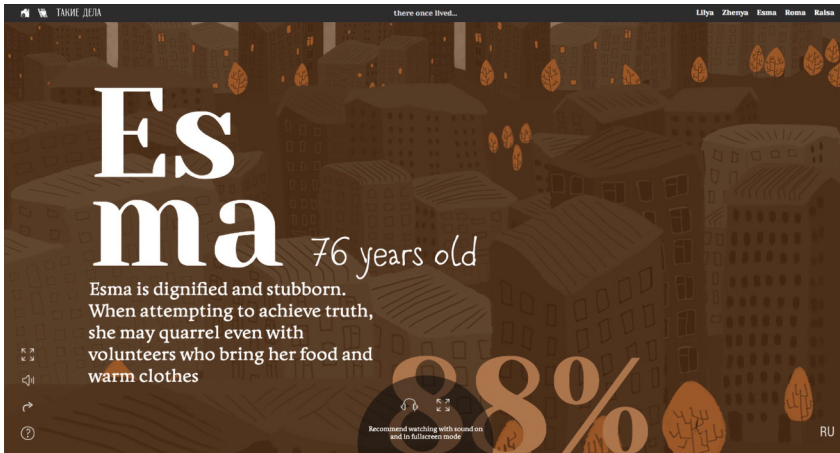 ТАКИЕ ДЕЛА
there once lived...
Lilya Zhenya Esma Roma Raisa
Es
ma
76 years old
Esma is dignified and stubborn.
When attempting to achieve truth,
she may quarrel even with
volunteers who bring her food and
warm clothes
88%
Recommend watching with sound on
and in fullscreen mode
?
RU